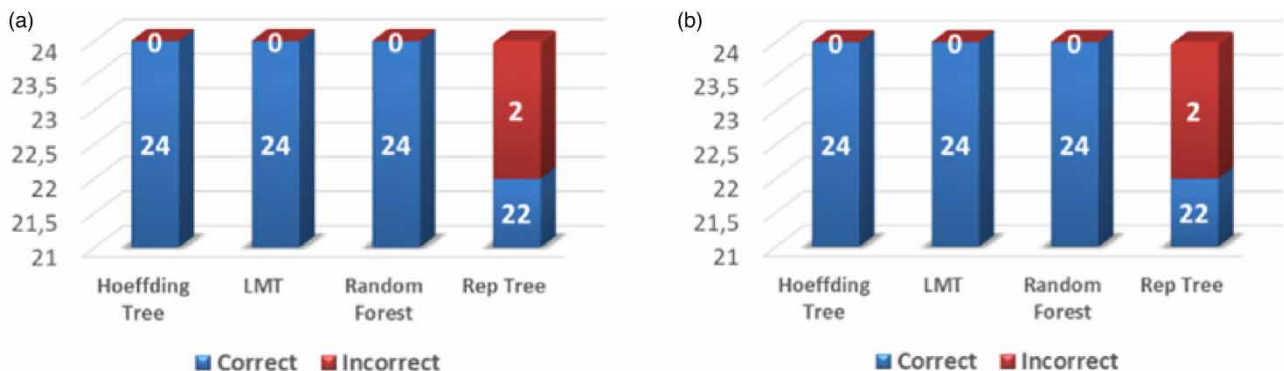 (a)
24
23,5
23
22,5
22
21,5
21
0
0
0
24
24
24
2
22
Hoeffding Tree
LMT
Random Forest
Rep Tree
Correct
Incorrect
(b)
24
23,5
23
22,5
22
21,5
21
0
0
0
24
24
24
2
22
Hoeffding Tree
LMT
Random Forest
Rep Tree
Correct
Incorrect